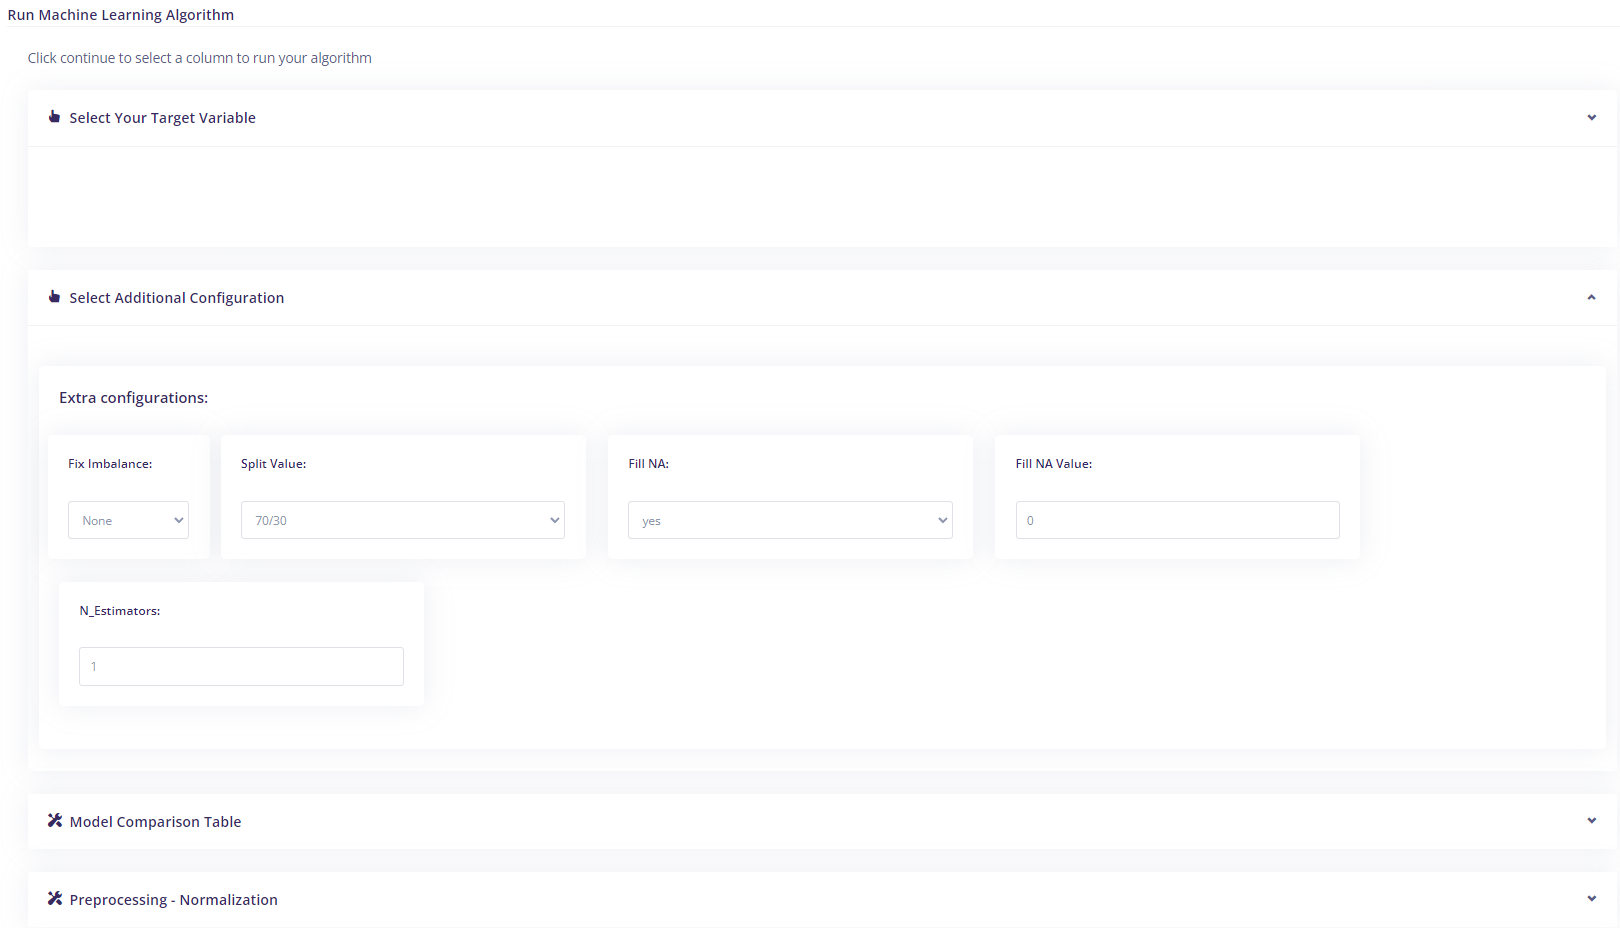 Run Machine Learning Algorithm
Click continue to select a column to run your algorithm
Select Your Target Variable
Select Additional Configuration
Extra configurations:
Fix Imbalance: Split Value: Fill NA: Fill NA Value:
None 70/30 yes 0
N_Estimators:
1
Model Comparison Table
Preprocessing - Normalization